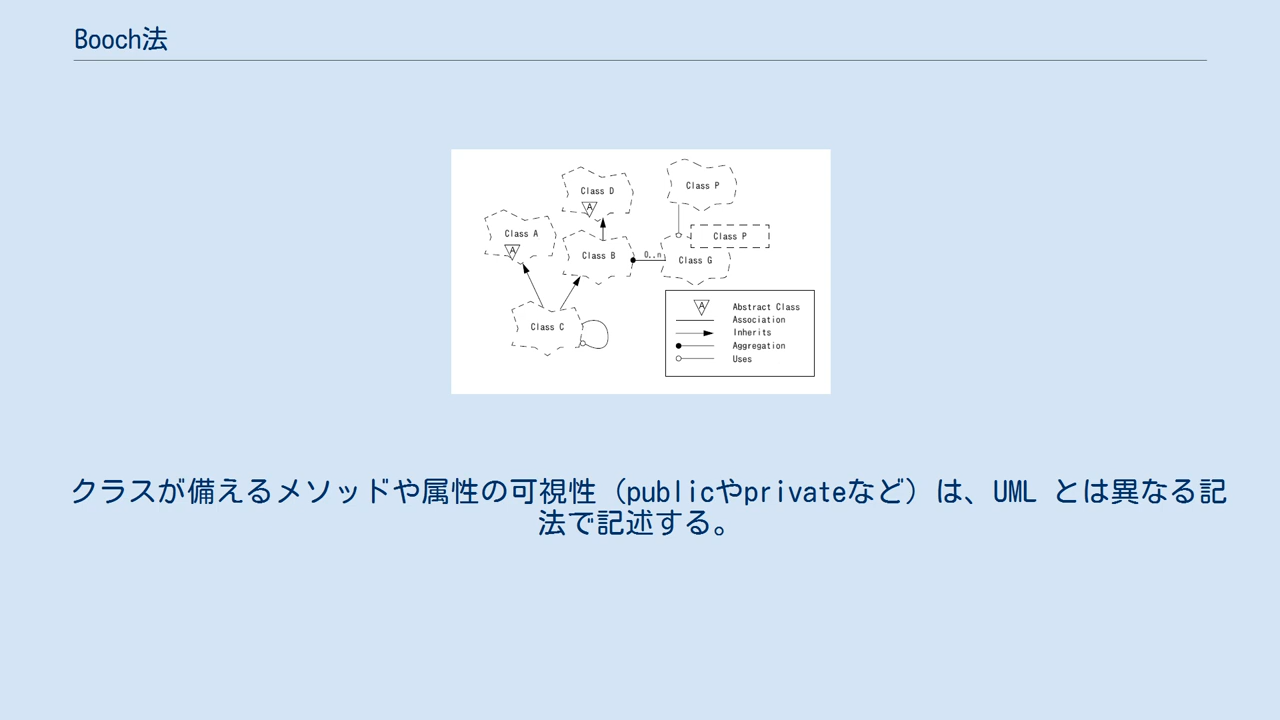 Booch法
Class D
A
Class P
Class A
A
Class P
Class B
0..n
Class G
Class C
A Abstract Class
Association
Inherits
Aggregation
Uses
クラスが備えるメソッドや属性の可視性（publicやprivateなど）は、UML とは異なる記
法で記述する。